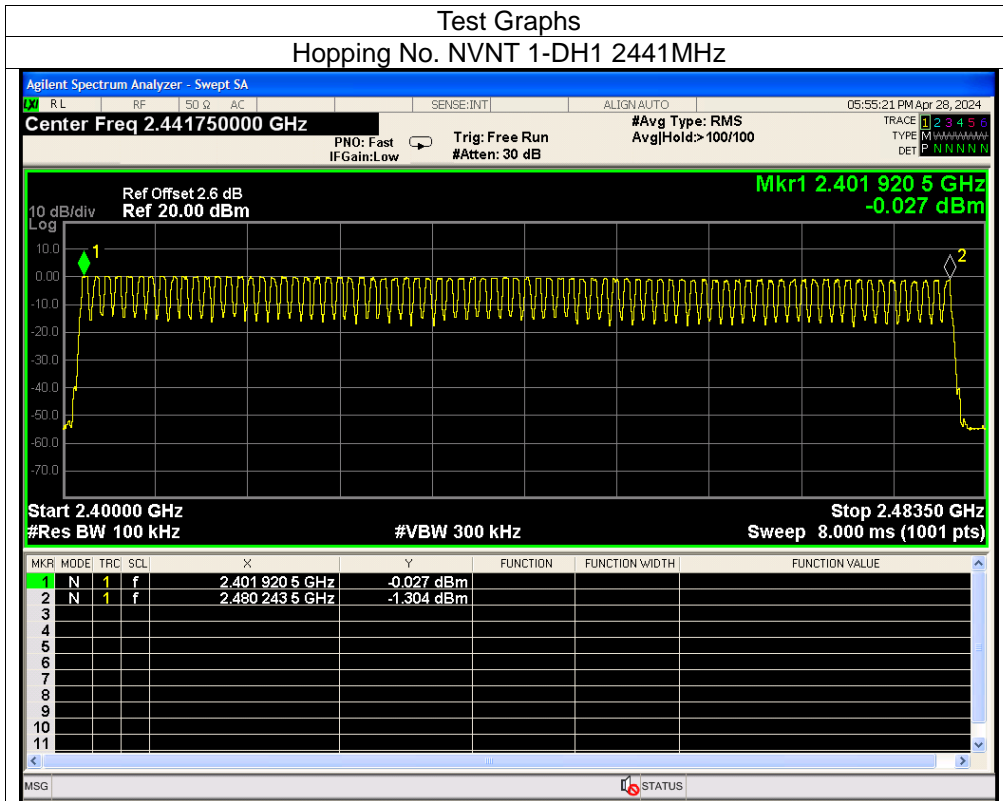 Test Graphs
Hopping No. NVNT 1-DH1 2441MHz
Agilent Spectrum Analyzer - Swept SA
LXI RL RF 50 Ω AC SENSE:INT ALIGN AUTO 05:55:21 PM Apr 28, 2024
Center Freq 2.441750000 GHz #Avg Type: RMS TRACE 1 2 3 4 5 6
PNO: Fast Trig: Free Run Avg|Hold:>100/100 TYPE M WWWWW
IFGain:Low #Atten: 30 dB DET P N N N N N
Mkr1 2.401 920 5 GHz
Ref Offset 2.6 dB
10 dB/div Ref 20.00 dBm -0.027 dBm
Log
10.0
1
2
0.00
-10.0
-20.0
-30.0
-40.0
-50.0
-60.0
-70.0
Start 2.40000 GHz Stop 2.48350 GHz
#Res BW 100 kHz #VBW 300 kHz Sweep 8.000 ms (1001 pts)
MKR MODE TRC SCL X Y FUNCTION FUNCTION WIDTH FUNCTION VALUE
1 N 1 f 2.401 920 5 GHz -0.027 dBm
2 N 1 f 2.480 243 5 GHz -1.304 dBm
3
4
5
6
7
8
9
10
11
MSG STATUS